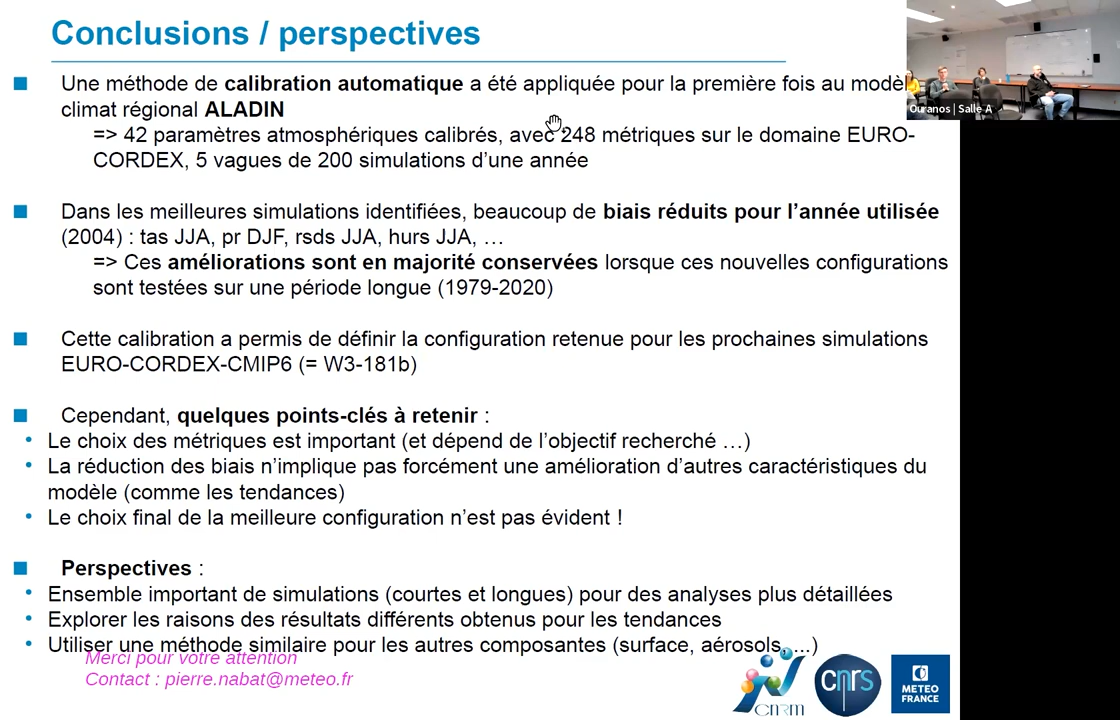 Conclusions / perspectives
Une méthode de calibration automatique a été appliquée pour la première fois au modèl
climat régional ALADIN
=> 42 paramètres atmosphériques calibrés, avec 248 métriques sur le domaine EURO-
CORDEX, 5 vagues de 200 simulations d’une année
Dans les meilleures simulations identifiées, beaucoup de biais réduits pour l’année utilisée
(2004) : tas JJA, pr DJF, rsds JJA, hurs JJA, …
=> Ces améliorations sont en majorité conservées lorsque ces nouvelles configurations
sont testées sur une période longue (1979-2020)
Cette calibration a permis de définir la configuration retenue pour les prochaines simulations
EURO-CORDEX-CMIP6 (= W3-181b)
Cependant, quelques points-clés à retenir :
Le choix des métriques est important (et dépend de l’objectif recherché …)
La réduction des biais n’implique pas forcément une amélioration d’autres caractéristiques du
modèle (comme les tendances)
Le choix final de la meilleure configuration n’est pas évident !
Perspectives :
Ensemble important de simulations (courtes et longues) pour des analyses plus détaillées
Explorer les raisons des résultats différents obtenus pour les tendances
Utiliser une méthode similaire pour les autres composantes (surface, aérosols, ...)
Merci pour votre attention
Contact : pierre.nabat@meteo.fr
CNRM
cnrs
METEO
FRANCE
Ouranos | Salle A